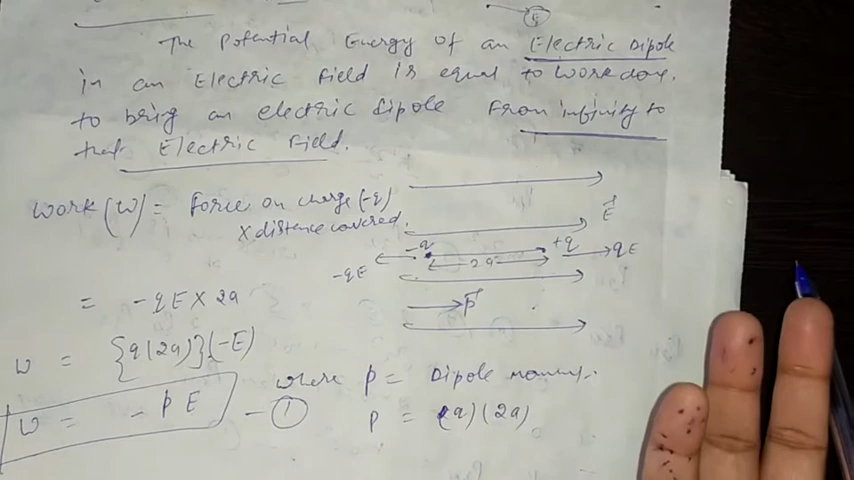 The Potential Energy of an Electric Dipole
in an Electric Field is equal to work done.
to bring an electric dipole From infinity to
that Electric Field.
Work (W) = Force on charge (-q)
X distance covered.
E
-q +q qE
2a
-qE
= -qE X 2a
P
W = {q(2a)}(-E)
where p = Dipole moment.
W = - P E - 1
p = (q) (2a)